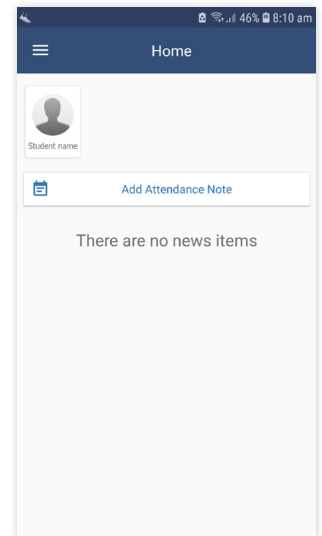 46% 8:10 am
Home
Student name
Add Attendance Note
There are no news items